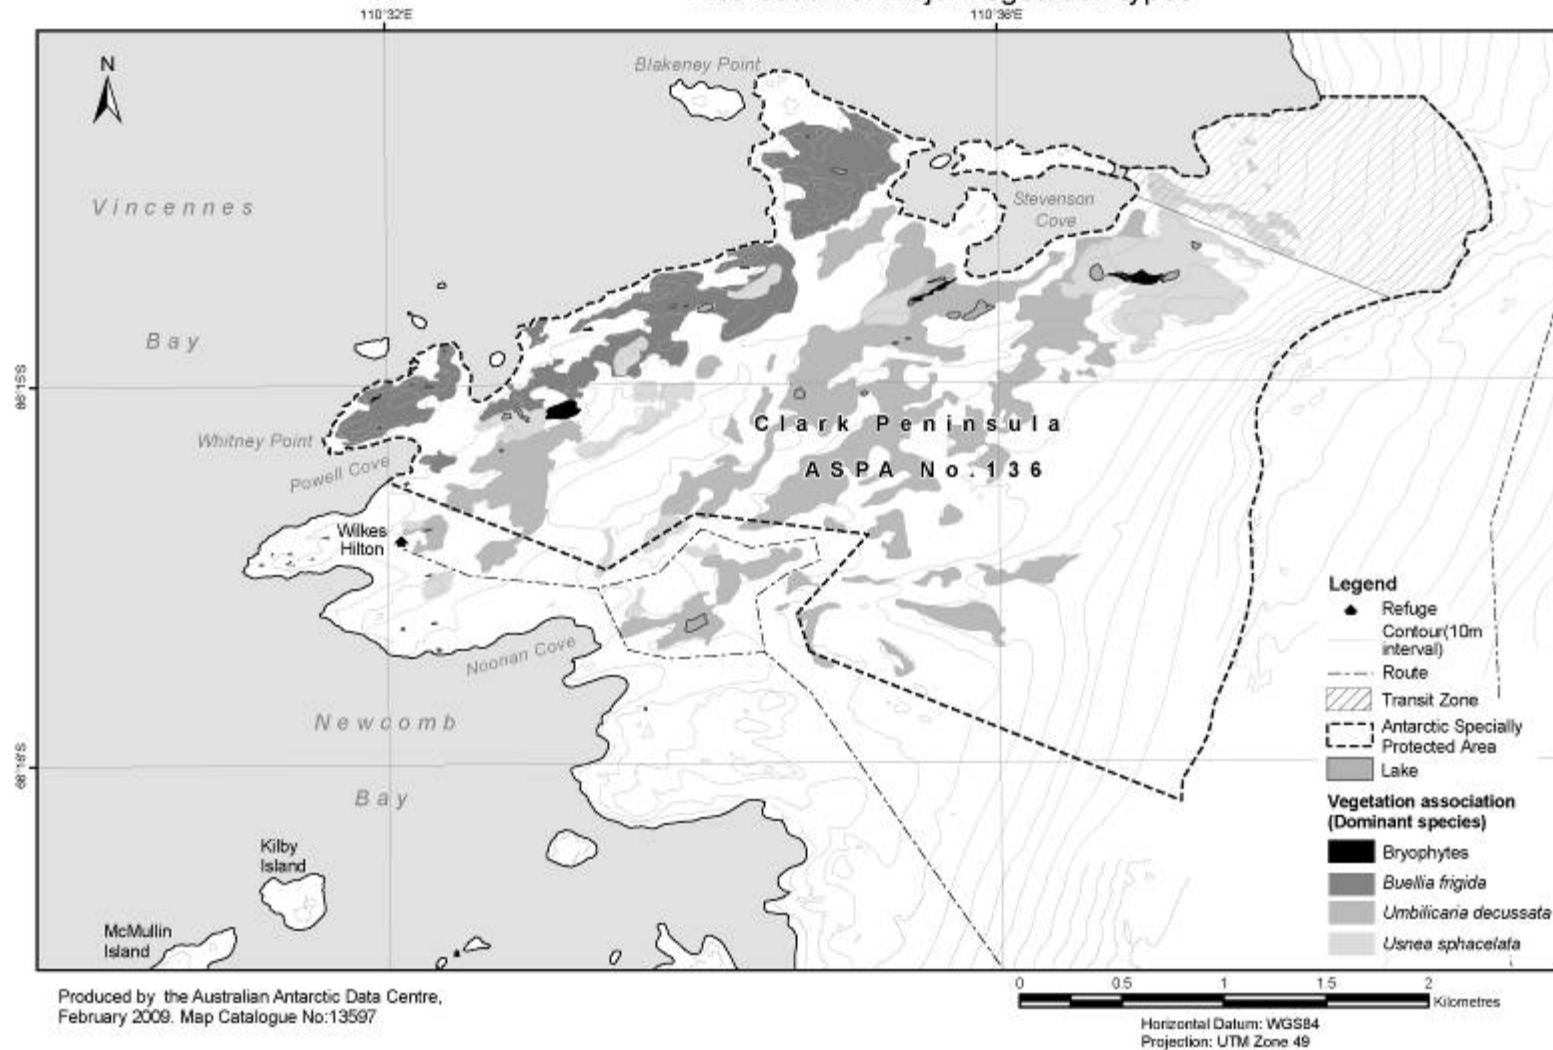 110°32'E
110°36'E
N
Blakeney Point
Vincennes
Stevenson
Cove
Bay
66°15'S
Whitney Point
Clark Peninsula
ASPA No.136
Powell Cove
Wilkes
Hilton
Noonan Cove
Newcomb
66°16'S
Bay
Kilby
Island
McMullin
Island
Legend
Refuge
Contour(10m
interval)
Route
Transit Zone
Antarctic Specially
Protected Area
Lake
Vegetation association
(Dominant species)
Bryophytes
Buellia frigida
Umbilicaria decussata
Usnea sphacelata
0 0.5 1 1.5 2
Kilometres
Produced by the Australian Antarctic Data Centre,
February 2009. Map Catalogue No:13597
Horizontal Datum: WGS84
Projection: UTM Zone 49